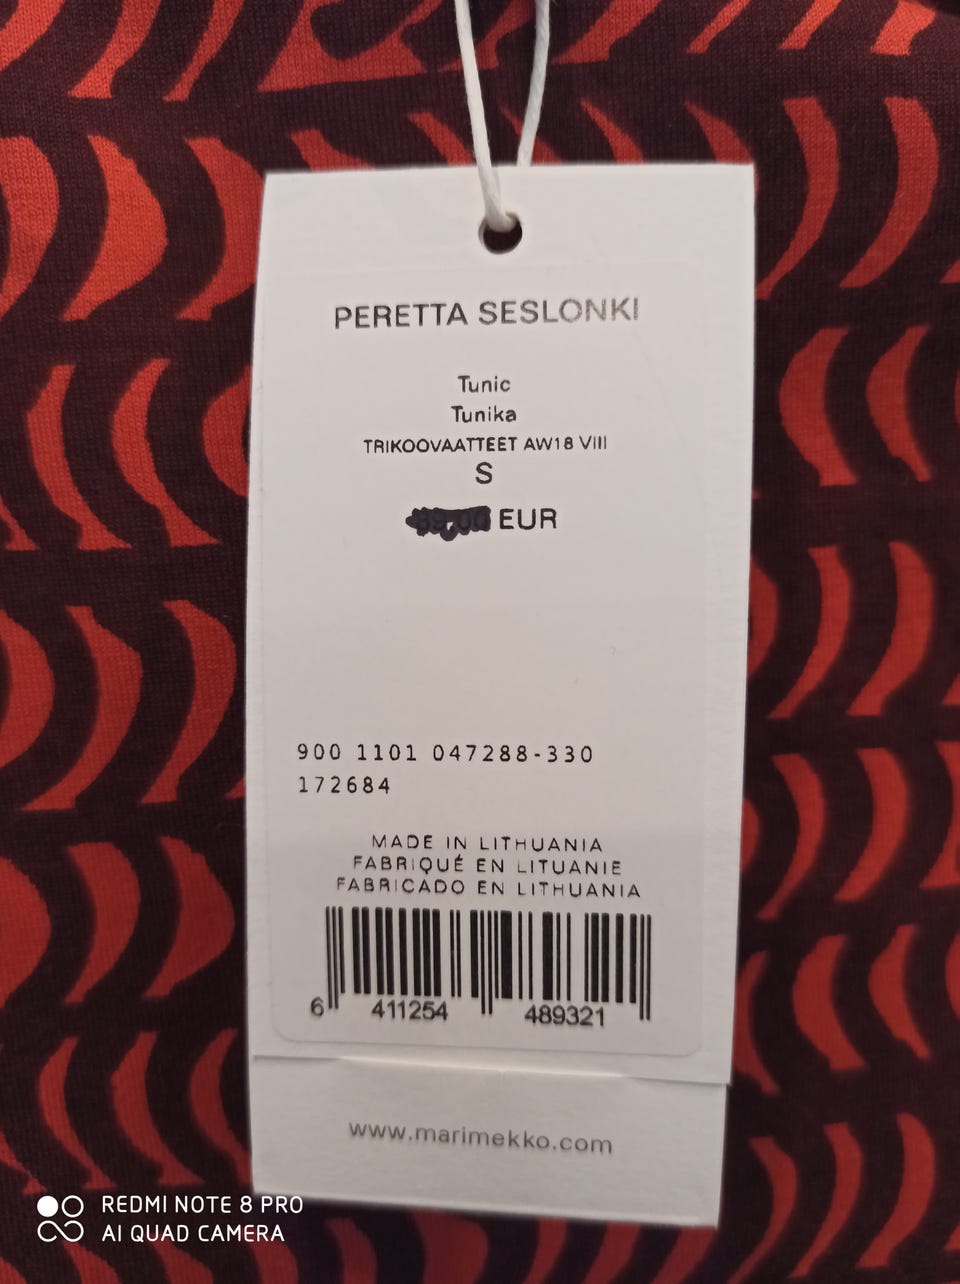 PERETTA SESLONKI
Tunic
Tunika
TRIKOOVAATTEET AW18 VIII
S
EUR
900 1101 047288-330
172684
MADE IN LITHUANIA
FABRIQUÉ EN LITUANIE
FABRICADO EN LITHUANIA
6 411254 489321
www.marimekko.com
REDMI NOTE 8 PRO
AI QUAD CAMERA